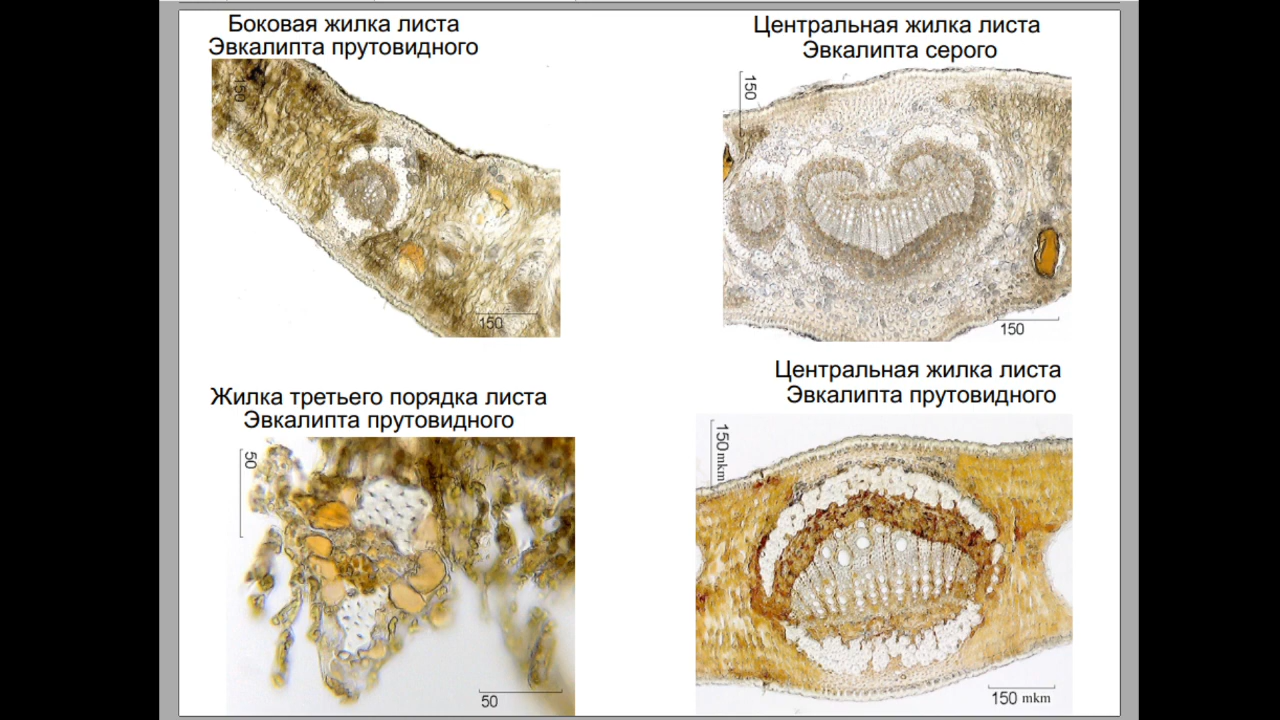 Боковая жилка листа
Эвкалипта прутовидного
150
150
Центральная жилка листа
Эвкалипта серого
150
150
Жилка третьего порядка листа
Эвкалипта прутовидного
50
50
Центральная жилка листа
Эвкалипта прутовидного
150 mkm
150 mkm